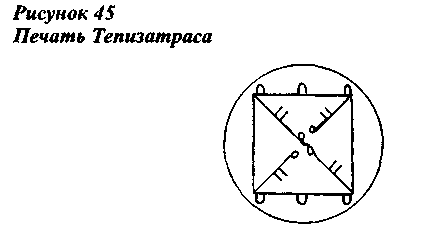 Рисунок 45
Печать Тепизатраса